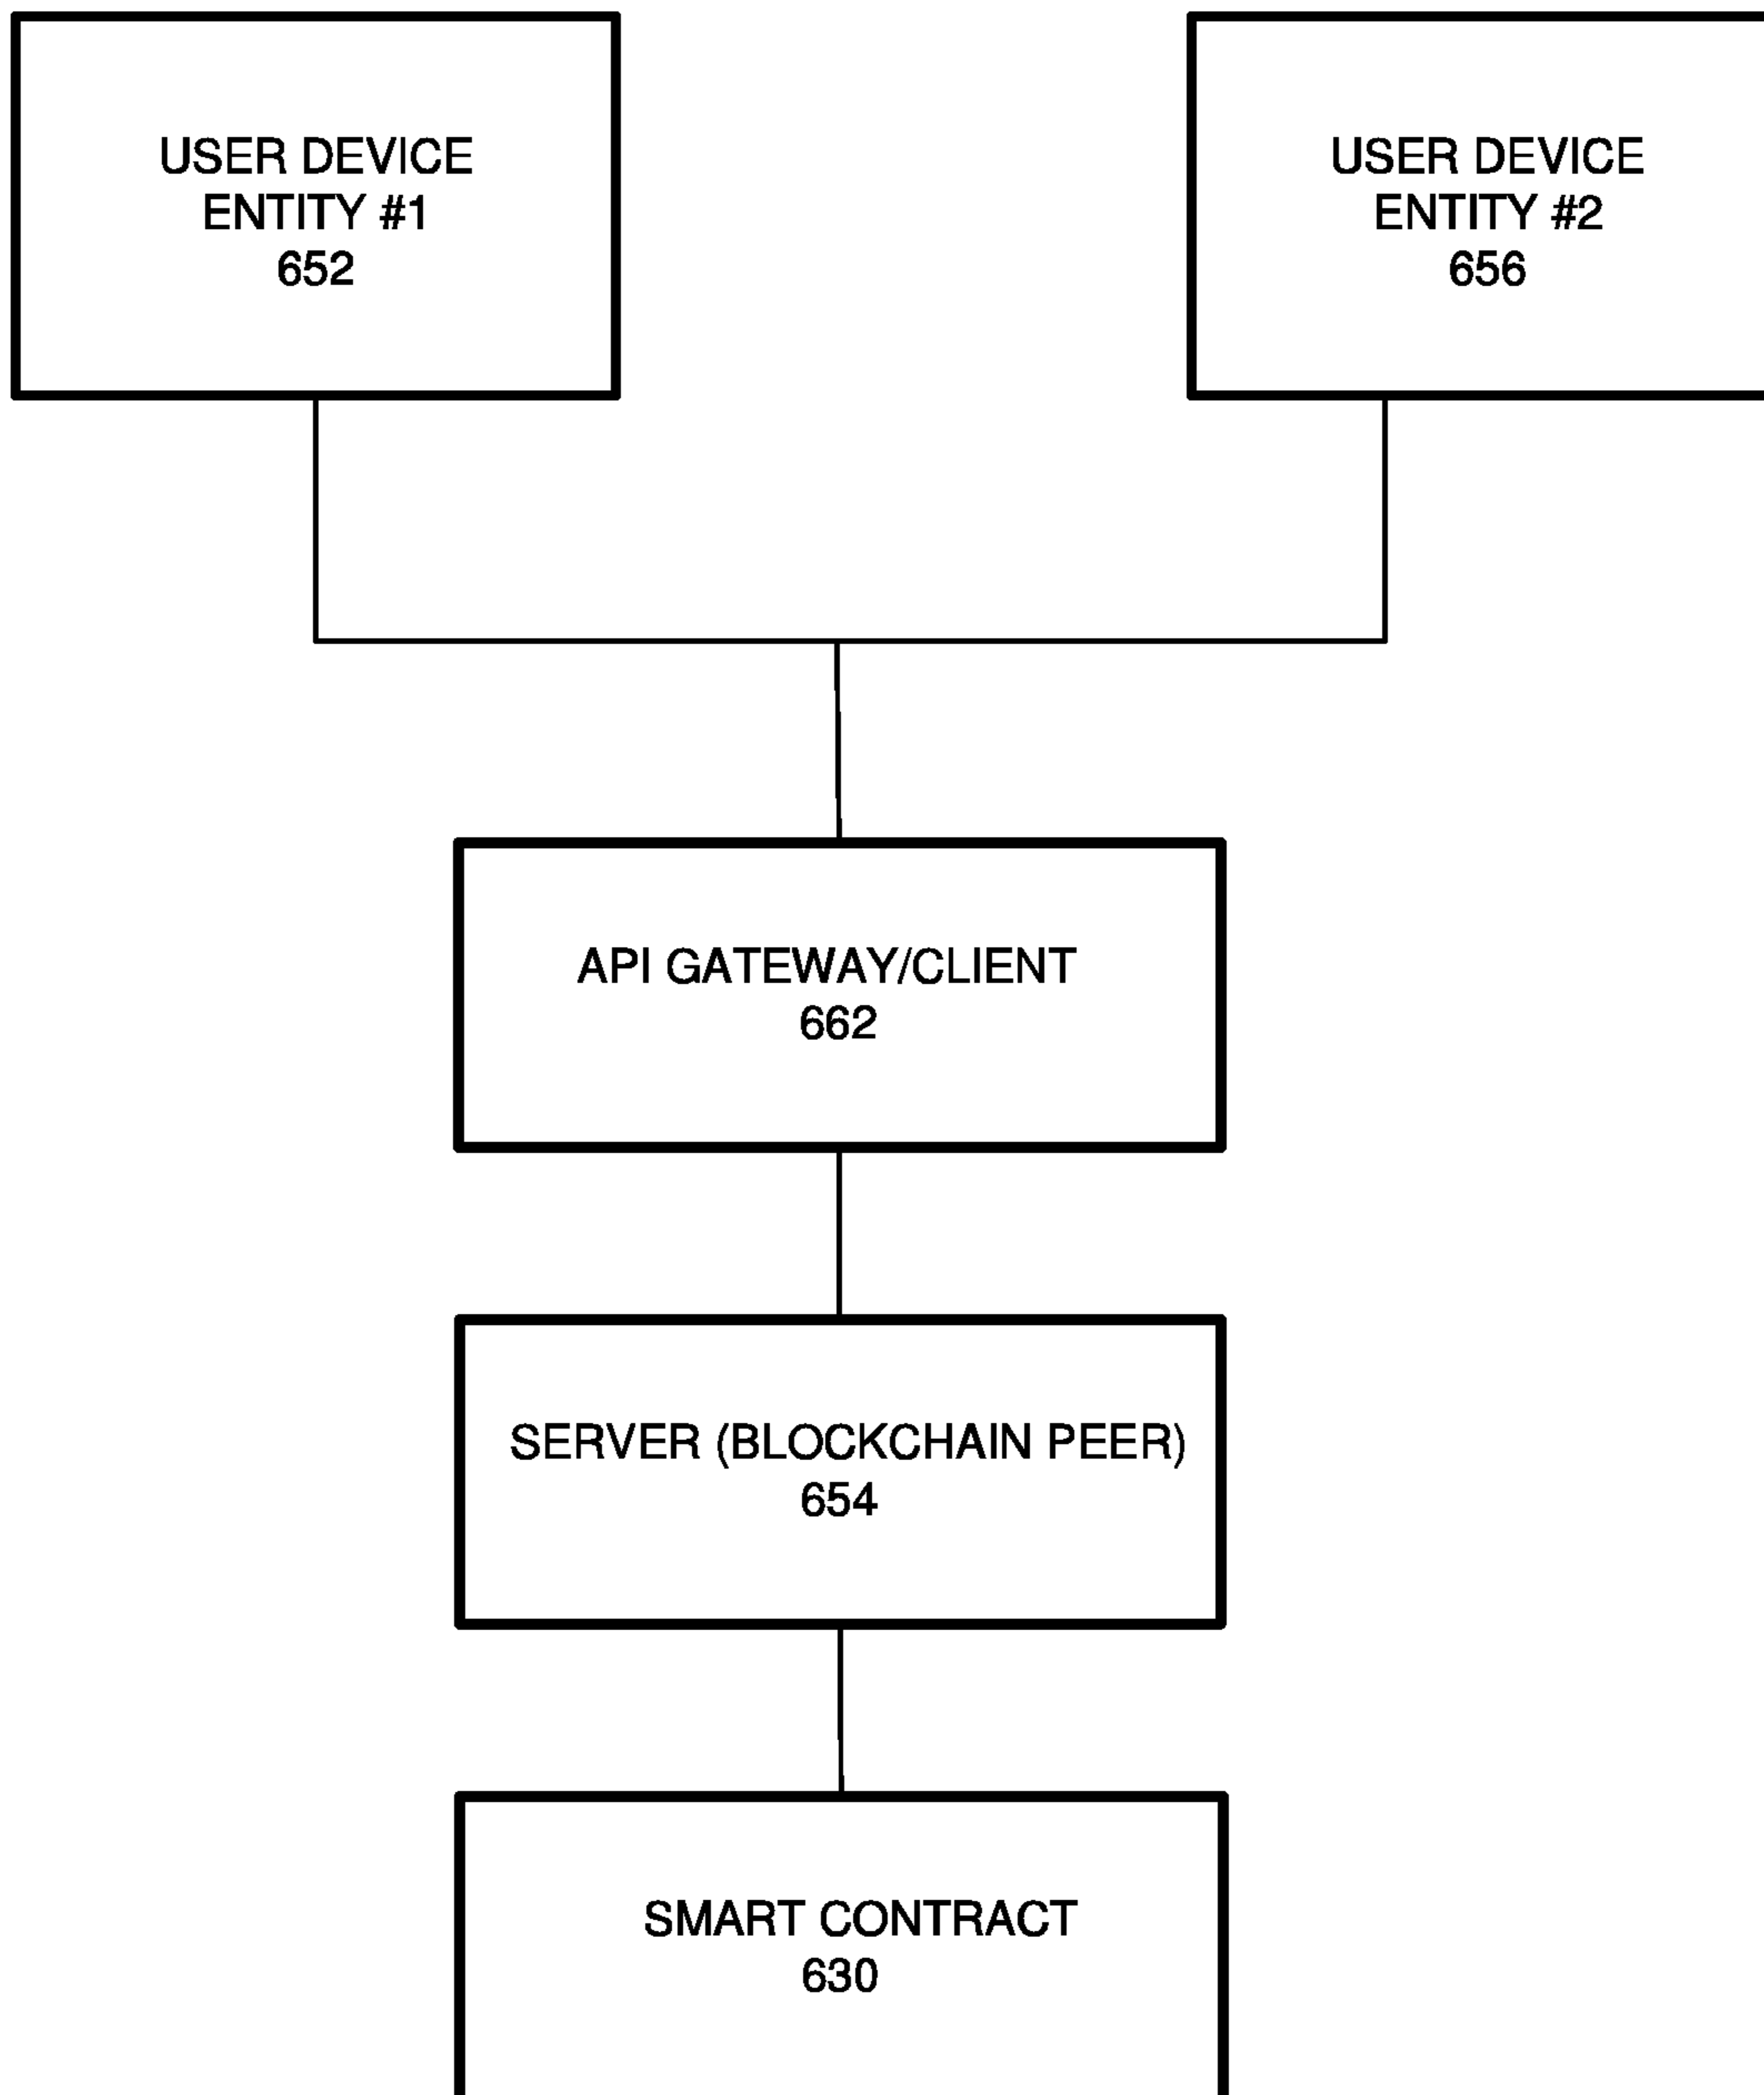 USER DEVICE
ENTITY #1
652
USER DEVICE
ENTITY #2
656
API GATEWAY/CLIENT
662
SERVER (BLOCKCHAIN PEER)
654
SMART CONTRACT
630